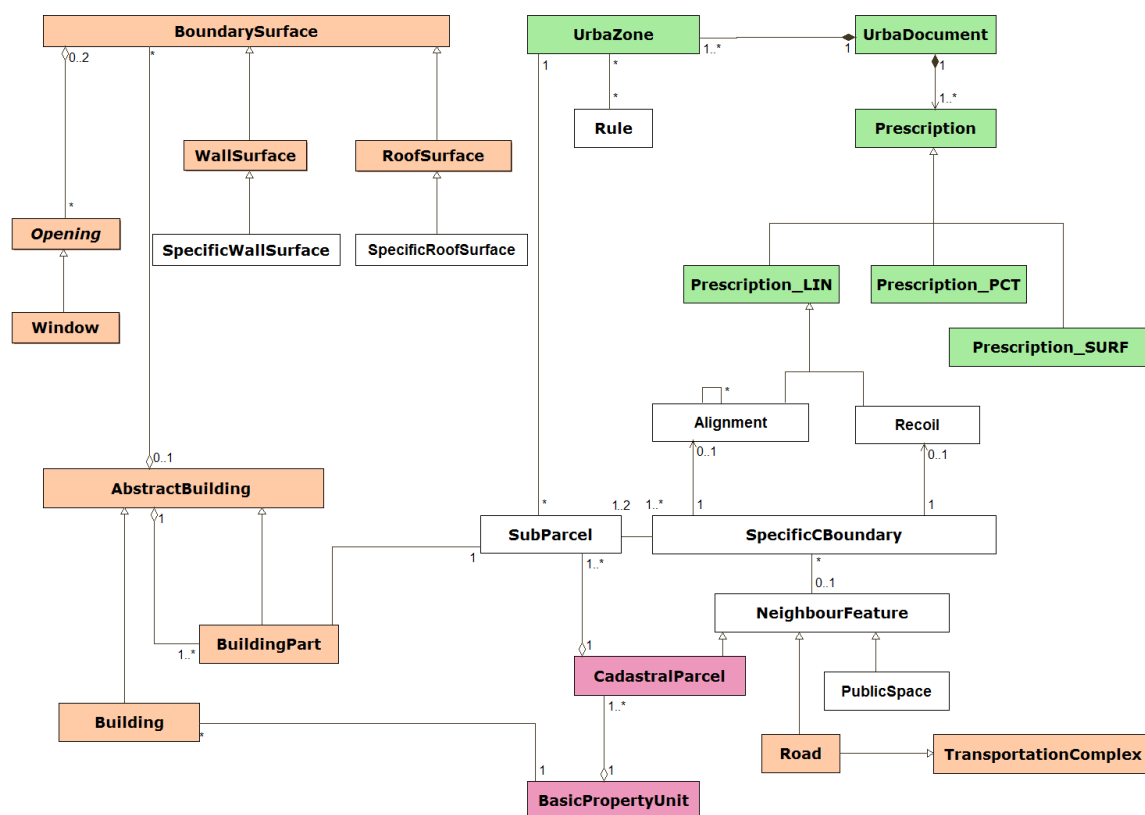 BoundarySurface
UrbaZone
UrbaDocument
0..2
*
1
1..*
1
1
*
*
1..*
Rule
Prescription
WallSurface
RoofSurface
*
Opening
SpecificWallSurface
SpecificRoofSurface
Prescription_LIN
Prescription_PCT
Window
Prescription_SURF
*
Alignment
Recoil
0..1
0..1
0..1
AbstractBuilding
1
*
1..2
1..*
1
1
SubParcel
SpecificCBoundary
1
1..*
*
0..1
NeighbourFeature
BuildingPart
1..*
1
CadastralParcel
PublicSpace
1..*
Building
*
Road
TransportationComplex
1
1
BasicPropertyUnit